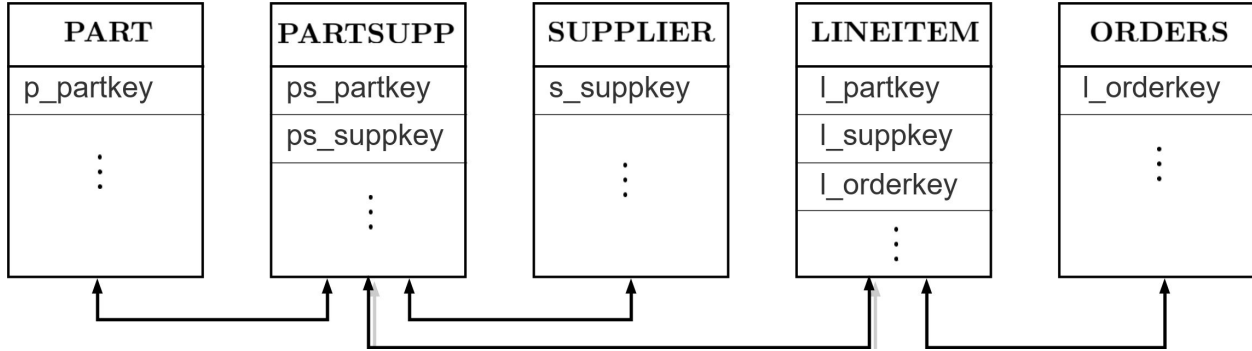 PART
p_partkey
⋮
PARTSUPP
ps_partkey
ps_suppkey
⋮
SUPPLIER
s_suppkey
⋮
LINEITEM
l_partkey
l_suppkey
l_orderkey
⋮
ORDERS
l_orderkey
⋮